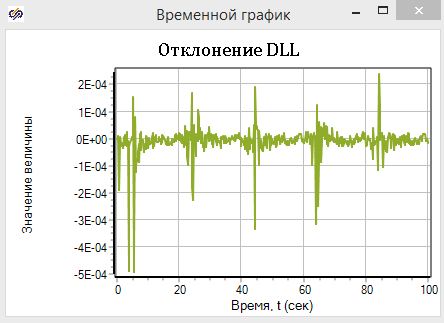 Временной график
Отклонение DLL
Значение величины
2E-04
1E-04
0E+00
-1E-04
-2E-04
-3E-04
-4E-04
-5E-04
0 20 40 60 80 100
Время, t (сек)